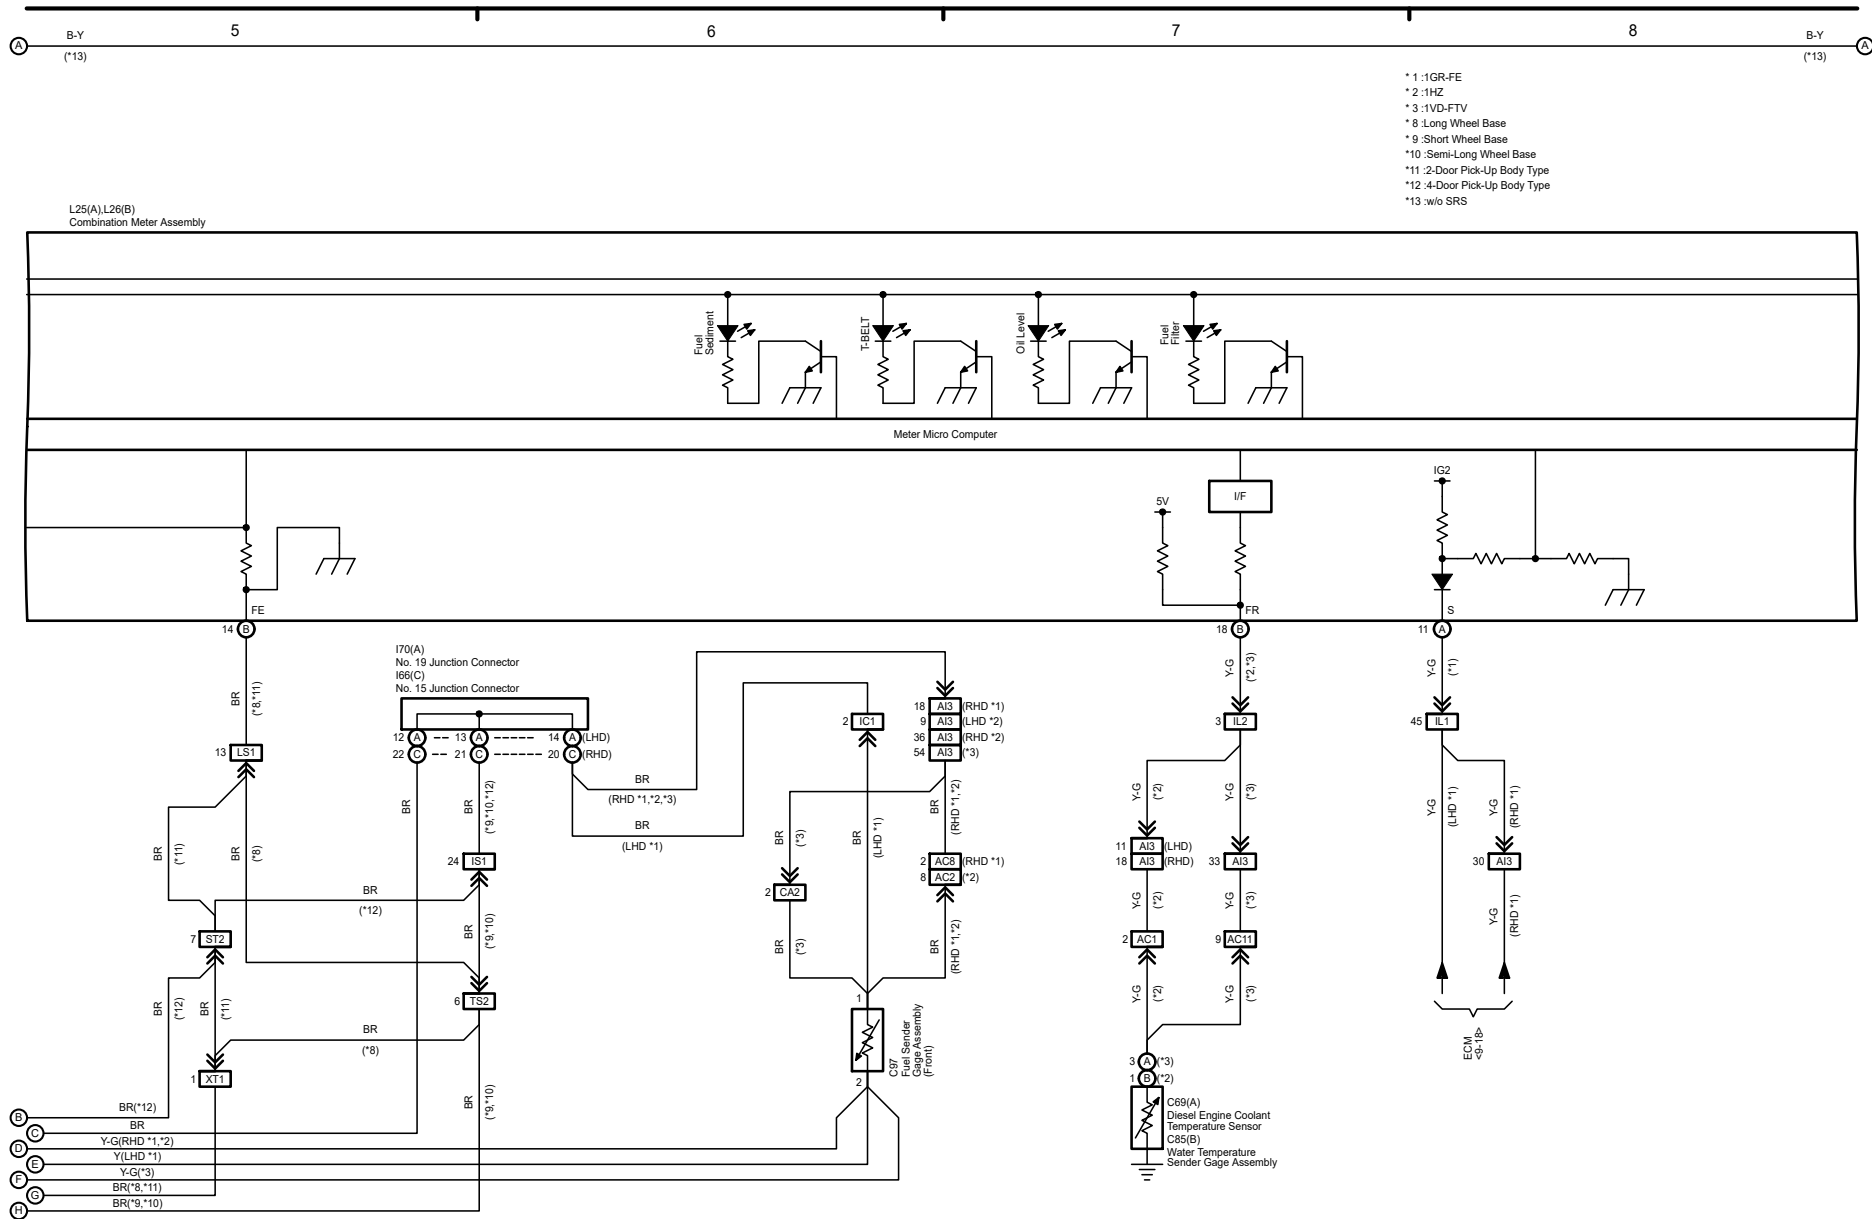 5
6
7
8
A
B-Y
(*13)
B-Y
(*13)
A
* 1 :1GR-FE
* 2 :1HZ
* 3 :1VD-FTV
* 8 :Long Wheel Base
* 9 :Short Wheel Base
*10 :Semi-Long Wheel Base
*11 :2-Door Pick-Up Body Type
*12 :4-Door Pick-Up Body Type
*13 :w/o SRS
L25(A),L26(B)
Combination Meter Assembly
Fuel
Sediment
T-BELT
Oil Level
Fuel
Filter
Meter Micro Computer
5V
I/F
IG2
FE
FR
S
14 B
18 B
11 A
I70(A)
No. 19 Junction Connector
I66(C)
No. 15 Junction Connector
BR
(*8,*11)
Y-G
(*2,*3)
Y-G
(*1)
18 AI3 (RHD *1)
9 AI3 (LHD *2)
36 AI3 (RHD *2)
54 AI3 (*3)
2 IC1
3 IL2
45 IL1
12 A 13 A 14 A (LHD)
22 C 21 C 20 C (RHD)
13 LS1
BR
(RHD *1,*2,*3)
BR
(LHD *1)
BR
BR
(*9,*10,*12)
BR
(*3)
BR
(LHD *1)
BR
(RHD *1,*2)
Y-G
(*2)
Y-G
(*3)
Y-G
(LHD *1)
Y-G
(RHD *1)
BR
(*11)
BR
(*8)
24 IS1
2 AC8 (RHD *1)
8 AC2 (*2)
2 CA2
11 AI3 (LHD)
18 AI3 (RHD)
33 AI3
30 AI3
BR
(*12)
BR
(*9,*10)
BR
(*3)
BR
(RHD *1,*2)
Y-G
(*2)
Y-G
(*3)
Y-G
(RHD *1)
7 ST2
2 AC1
9 AC11
BR
(*12)
BR
(*11)
6 TS2
1
Y-G
(*2)
Y-G
(*3)
BR
(*8)
C97
Fuel Sender
Gage Assembly
(Front)
2
ECM
<9-18>
1 XT1
BR
(*9,*10)
3 A (*3)
1 B (*2)
C69(A)
Diesel Engine Coolant
Temperature Sensor
C85(B)
Water Temperature
Sender Gage Assembly
B BR(*12)
C BR
D Y-G(RHD *1,*2)
E Y(LHD *1)
F Y-G(*3)
G BR(*8,*11)
H BR(*9,*10)